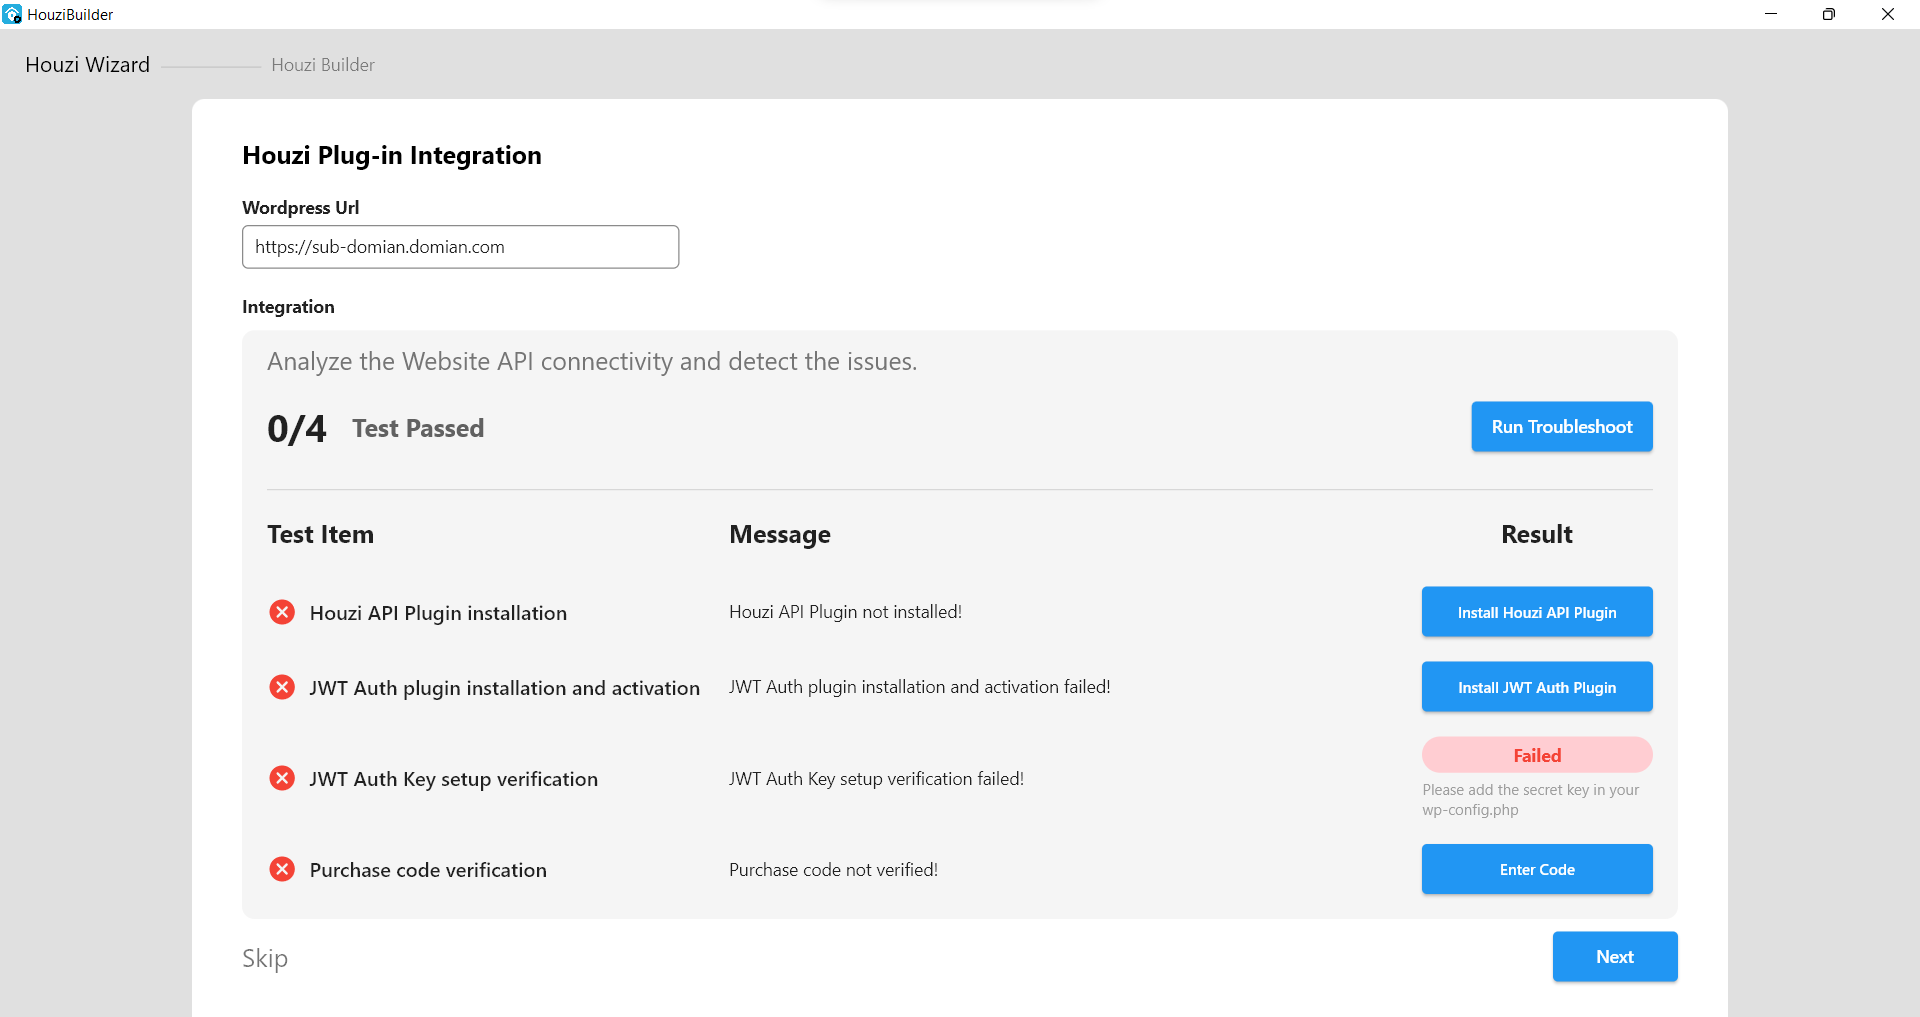 HouziBuilder
Houzi Wizard Houzi Builder
Houzi Plug-in Integration
Wordpress Url
https://sub-domian.domian.com
Integration
Analyze the Website API connectivity and detect the issues.
0/4 Test Passed Run Troubleshoot
Test Item Message Result
Houzi API Plugin installation Houzi API Plugin not installed! Install Houzi API Plugin
JWT Auth plugin installation and activation JWT Auth plugin installation and activation failed! Install JWT Auth Plugin
JWT Auth Key setup verification JWT Auth Key setup verification failed! Failed
Please add the secret key in your
wp-config.php
Purchase code verification Purchase code not verified! Enter Code
Skip Next